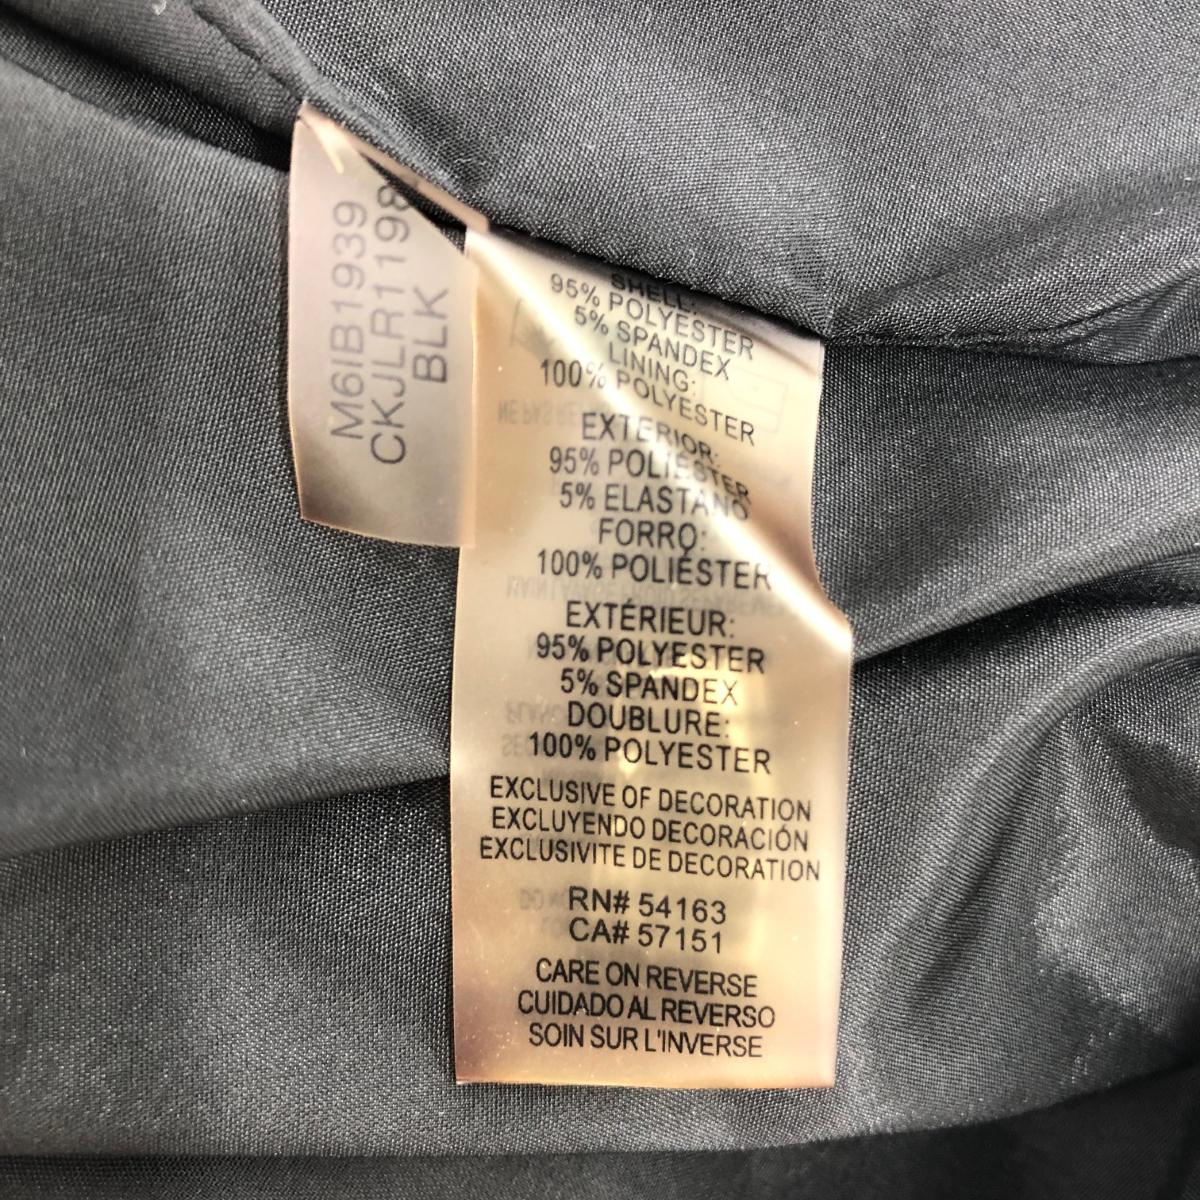 M6IB1939
CKJLR1198
BLK
SHELL:
95% POLYESTER
5% SPANDEX
LINING:
100% POLYESTER
EXTERIOR:
95% POLIÉSTER
5% ELASTANO
FORRO:
100% POLIÉSTER
EXTÉRIEUR:
95% POLYESTER
5% SPANDEX
DOUBLURE:
100% POLYESTER
EXCLUSIVE OF DECORATION
EXCLUYENDO DECORACIÓN
EXCLUSIVITE DE DECORATION
RN# 54163
CA# 57151
CARE ON REVERSE
CUIDADO AL REVERSO
SOIN SUR L'INVERSE